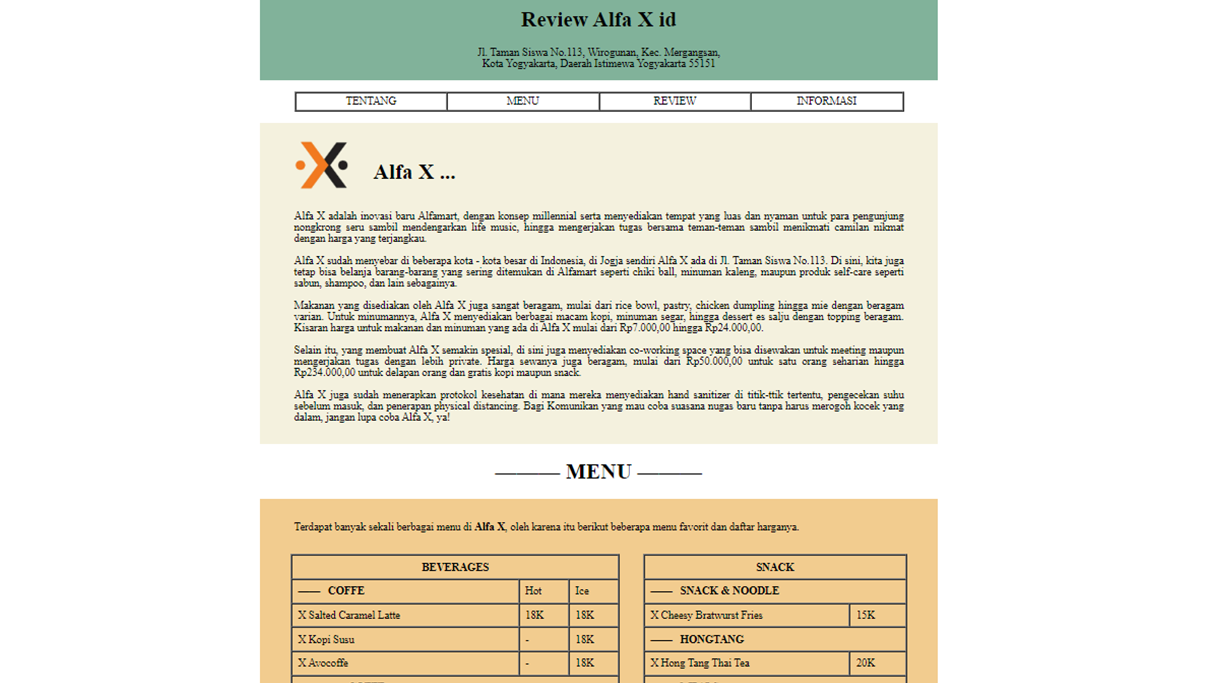 Review Alfa X id
Jl. Taman Siswa No.113, Wirogunan, Kec. Mergangsan,
Kota Yogyakarta, Daerah Istimewa Yogyakarta 55151
TENTANG MENU REVIEW INFORMASI
Alfa X ...
Alfa X adalah inovasi baru Alfamart, dengan konsep millennial serta menyediakan tempat yang luas dan nyaman untuk para pengunjung
nongkrong seru sambil mendengarkan life music, hingga mengerjakan tugas bersama teman-teman sambil menikmati camilan nikmat
dengan harga yang terjangkau.
Alfa X sudah menyebar di beberapa kota - kota besar di Indonesia, di Jogja sendiri Alfa X ada di Jl. Taman Siswa No.113. Di sini, kita juga
tetap bisa belanja barang-barang yang sering ditemukan di Alfamart seperti chiki ball, minuman kaleng, maupun produk self-care seperti
sabun, shampoo, dan lain sebagainya.
Makanan yang disediakan oleh Alfa X juga sangat beragam, mulai dari rice bowl, pastry, chicken dumpling hingga mie dengan beragam
varian. Untuk minumannya, Alfa X menyediakan berbagai macam kopi, minuman segar, hingga dessert es salju dengan topping beragam.
Kisaran harga untuk makanan dan minuman yang ada di Alfa X mulai dari Rp7.000,00 hingga Rp24.000,00.
Selain itu, yang membuat Alfa X semakin spesial, di sini juga menyediakan co-working space yang bisa disewakan untuk meeting maupun
mengerjakan tugas dengan lebih private. Harga sewanya juga beragam, mulai dari Rp50.000,00 untuk satu orang seharian hingga
Rp234.000,00 untuk delapan orang dan gratis kopi maupun snack.
Alfa X juga sudah menerapkan protokol kesehatan di mana mereka menyediakan hand sanitizer di titik-ttik tertentu, pengecekan suhu
sebelum masuk, dan penerapan physical distancing. Bagi Komunikan yang mau coba suasana nugas baru tanpa harus merogoh kocek yang
dalam, jangan lupa coba Alfa X, ya!
——— MENU ———
Terdapat banyak sekali berbagai menu di Alfa X, oleh karena itu berikut beberapa menu favorit dan daftar harganya.
BEVERAGES
—— COFFE Hot Ice
X Salted Caramel Latte 18K 18K
X Kopi Susu - 18K
X Avocoffe - 18K
SNACK
—— SNACK & NOODLE
X Cheesy Bratwurst Fries 15K
—— HONGTANG
X Hong Tang Thai Tea 20K